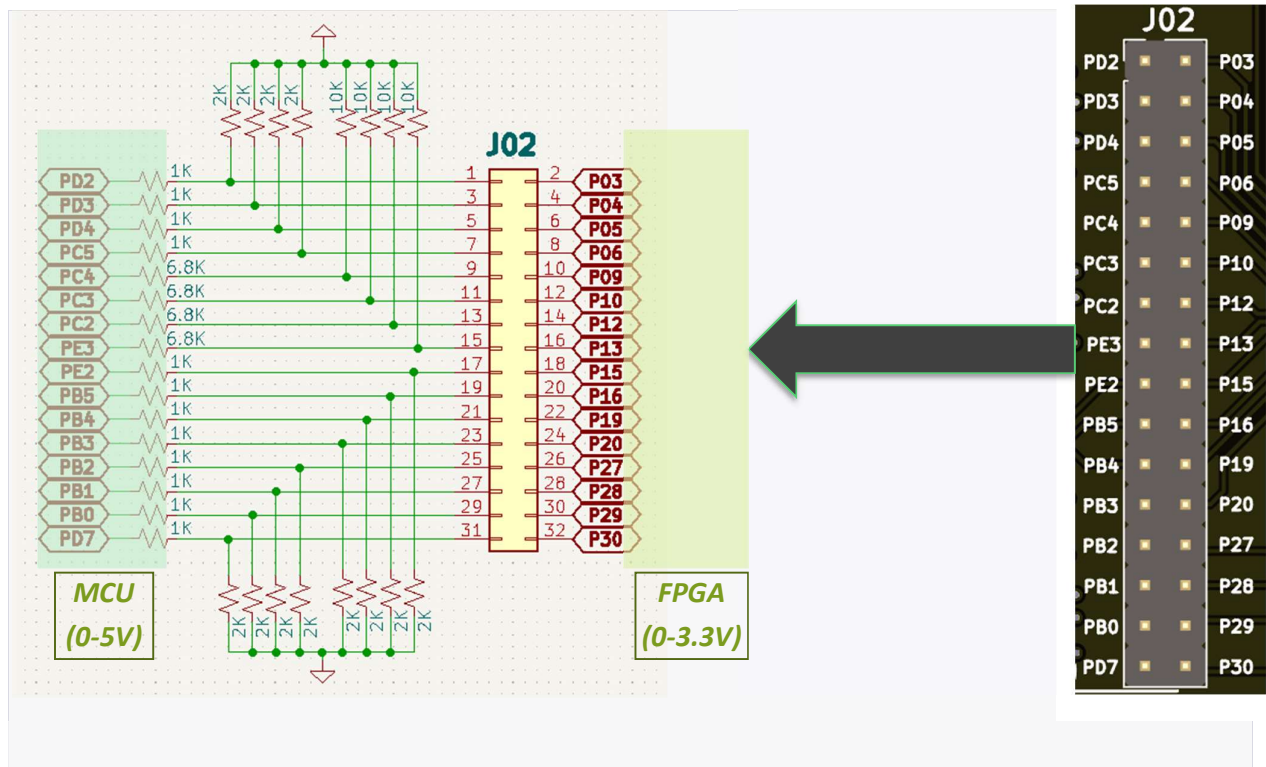 2K 2K 2K 2K 10K 10K 10K 10K
J02
PD2 1K 1 2 P03
PD3 1K 3 4 P04
PD4 1K 5 6 P05
PC5 1K 7 8 P06
PC4 6.8K 9 10 P09
PC3 6.8K 11 12 P10
PC2 6.8K 13 14 P12
PE3 6.8K 15 16 P13
PE2 1K 17 18 P15
PB5 1K 19 20 P16
PB4 1K 21 22 P19
PB3 1K 23 24 P20
PB2 1K 25 26 P27
PB1 1K 27 28 P28
PB0 1K 29 30 P29
PD7 1K 31 32 P30
2K 2K 2K 2K 2K 2K 2K 2K
MCU
(0-5V)
FPGA
(0-3.3V)
J02
PD2 P03
PD3 P04
PD4 P05
PC5 P06
PC4 P09
PC3 P10
PC2 P12
PE3 P13
PE2 P15
PB5 P16
PB4 P19
PB3 P20
PB2 P27
PB1 P28
PB0 P29
PD7 P30